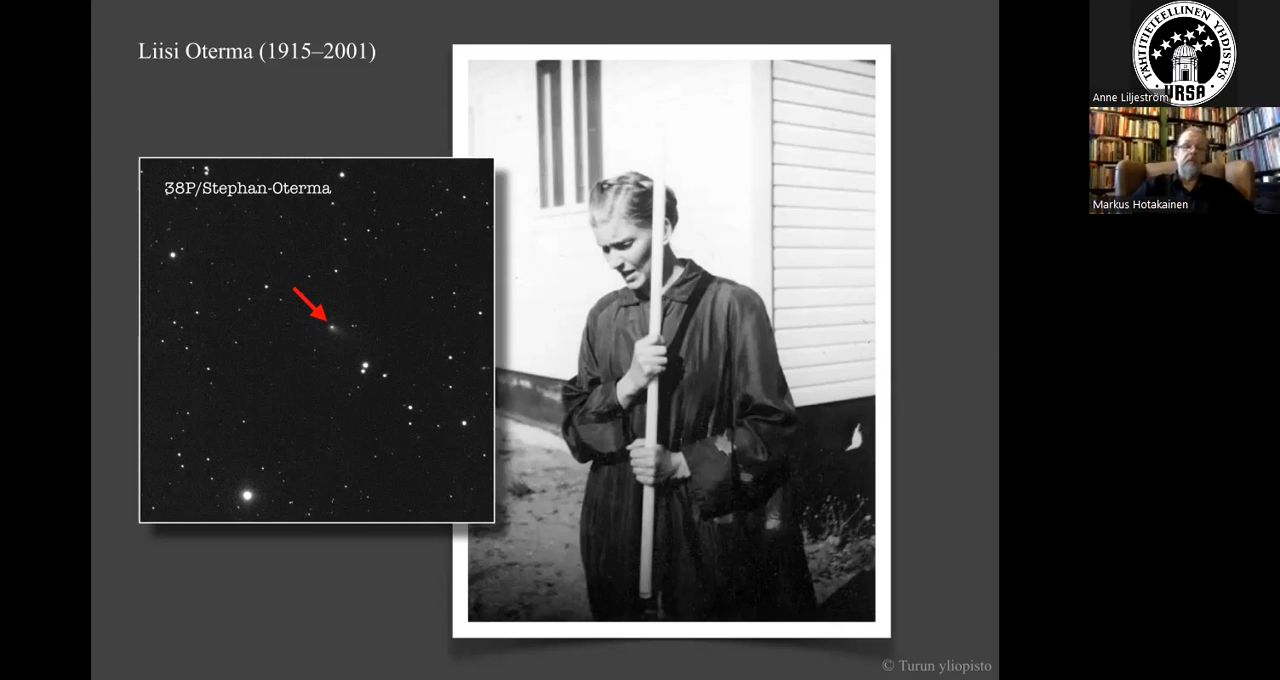 Liisi Oterma (1915–2001)
38P/Stephan-Oterma
© Turun yliopisto
TÄHTITIETEELLINEN YHDISTYS
URSA
Anne Liljeström
Markus Hotakainen